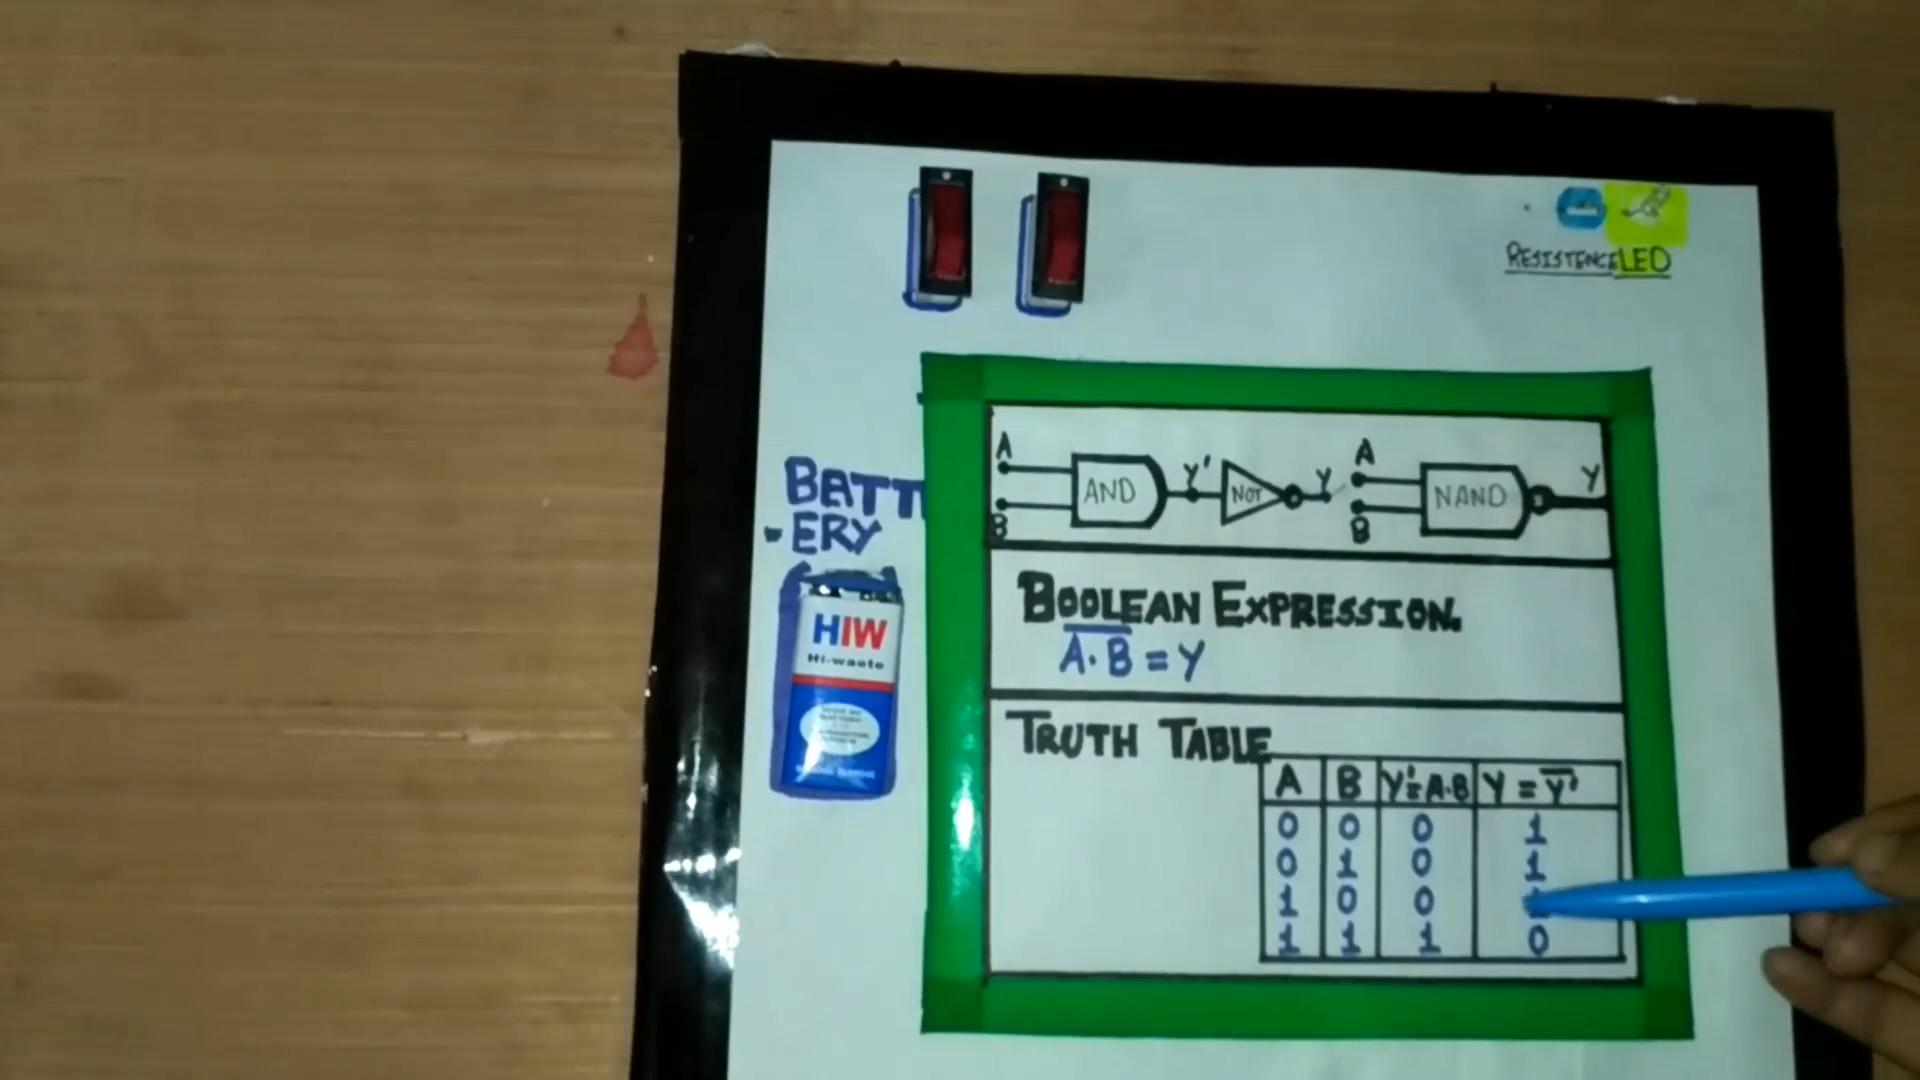 RESISTENCE LED
A
B
AND
Y'
NOT
Y
A
B
NAND
Y
BATT
-ERY
HIW
Hi-waote
BOOLEAN EXPRESSION.
A̅.̅B̅ = Y
TRUTH TABLE
A B Y'=A.B Y = Y̅'̅
0 0 0 1
0 1 0 1
1 0 0
1 1 1 0